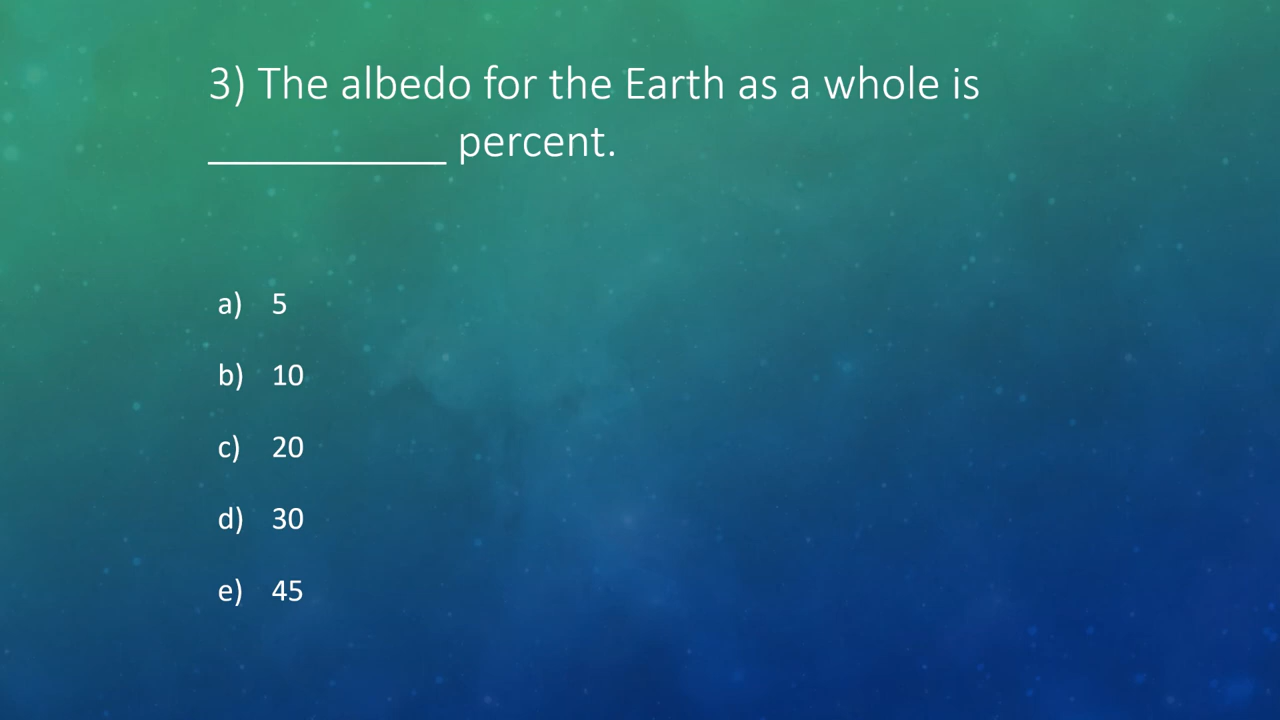 3) The albedo for the Earth as a whole is
___________ percent.
a) 5
b) 10
c) 20
d) 30
e) 45